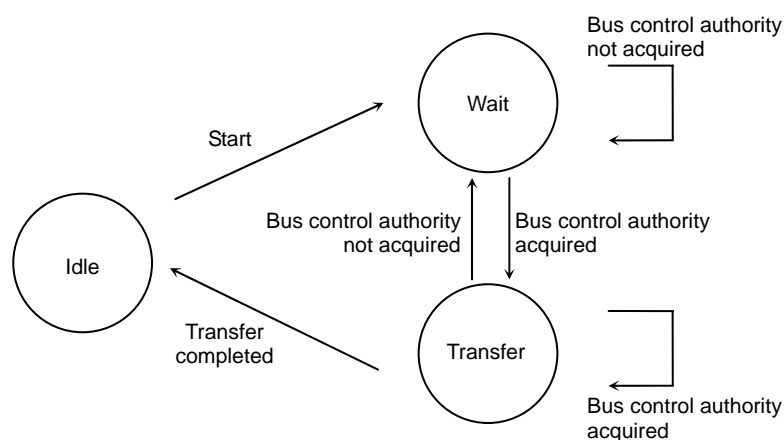 Bus control authority
not acquired
Wait
Start
Bus control authority
not acquired
Bus control authority
acquired
Idle
Transfer
completed
Transfer
Bus control authority
acquired